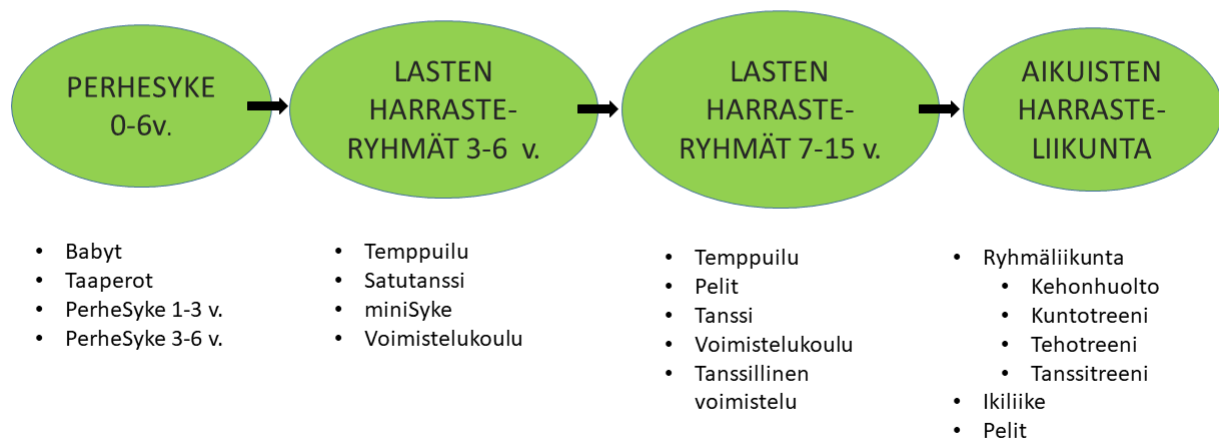 PERHESYKE
0-6v.
LASTEN
HARRASTE-
RYHMÄT 3-6 v.
LASTEN
HARRASTE-
RYHMÄT 7-15 v.
AIKUISTEN
HARRASTE-
LIIKUNTA
• Babyt
• Taaperot
• PerheSyke 1-3 v.
• PerheSyke 3-6 v.
• Temppuilu
• Satutanssi
• miniSyke
• Voimistelukoulu
• Temppuilu
• Pelit
• Tanssi
• Voimistelukoulu
• Tanssillinen
voimistelu
• Ryhmäliikunta
• Kehonhuolto
• Kuntotreeni
• Tehotreeni
• Tanssitreeni
• Ikiliike
• Pelit